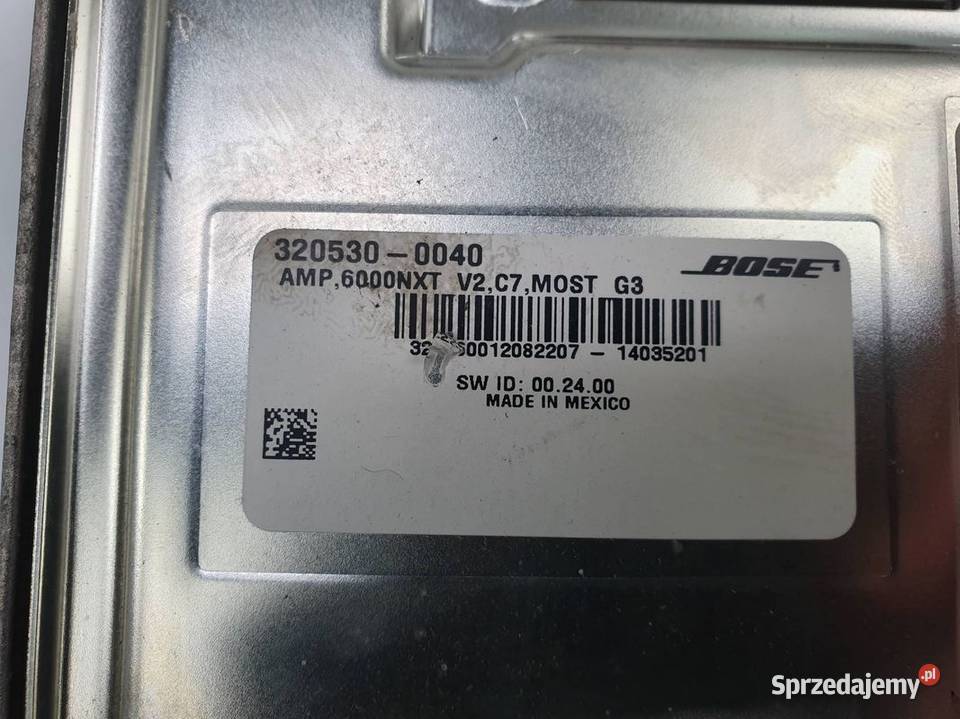 320530-0040
BOSE
AMP,6000NXT V2,C7,MOST G3
14035201
SW ID: 00.24.00
MADE IN MEXICO
Sprzedajemy.pl